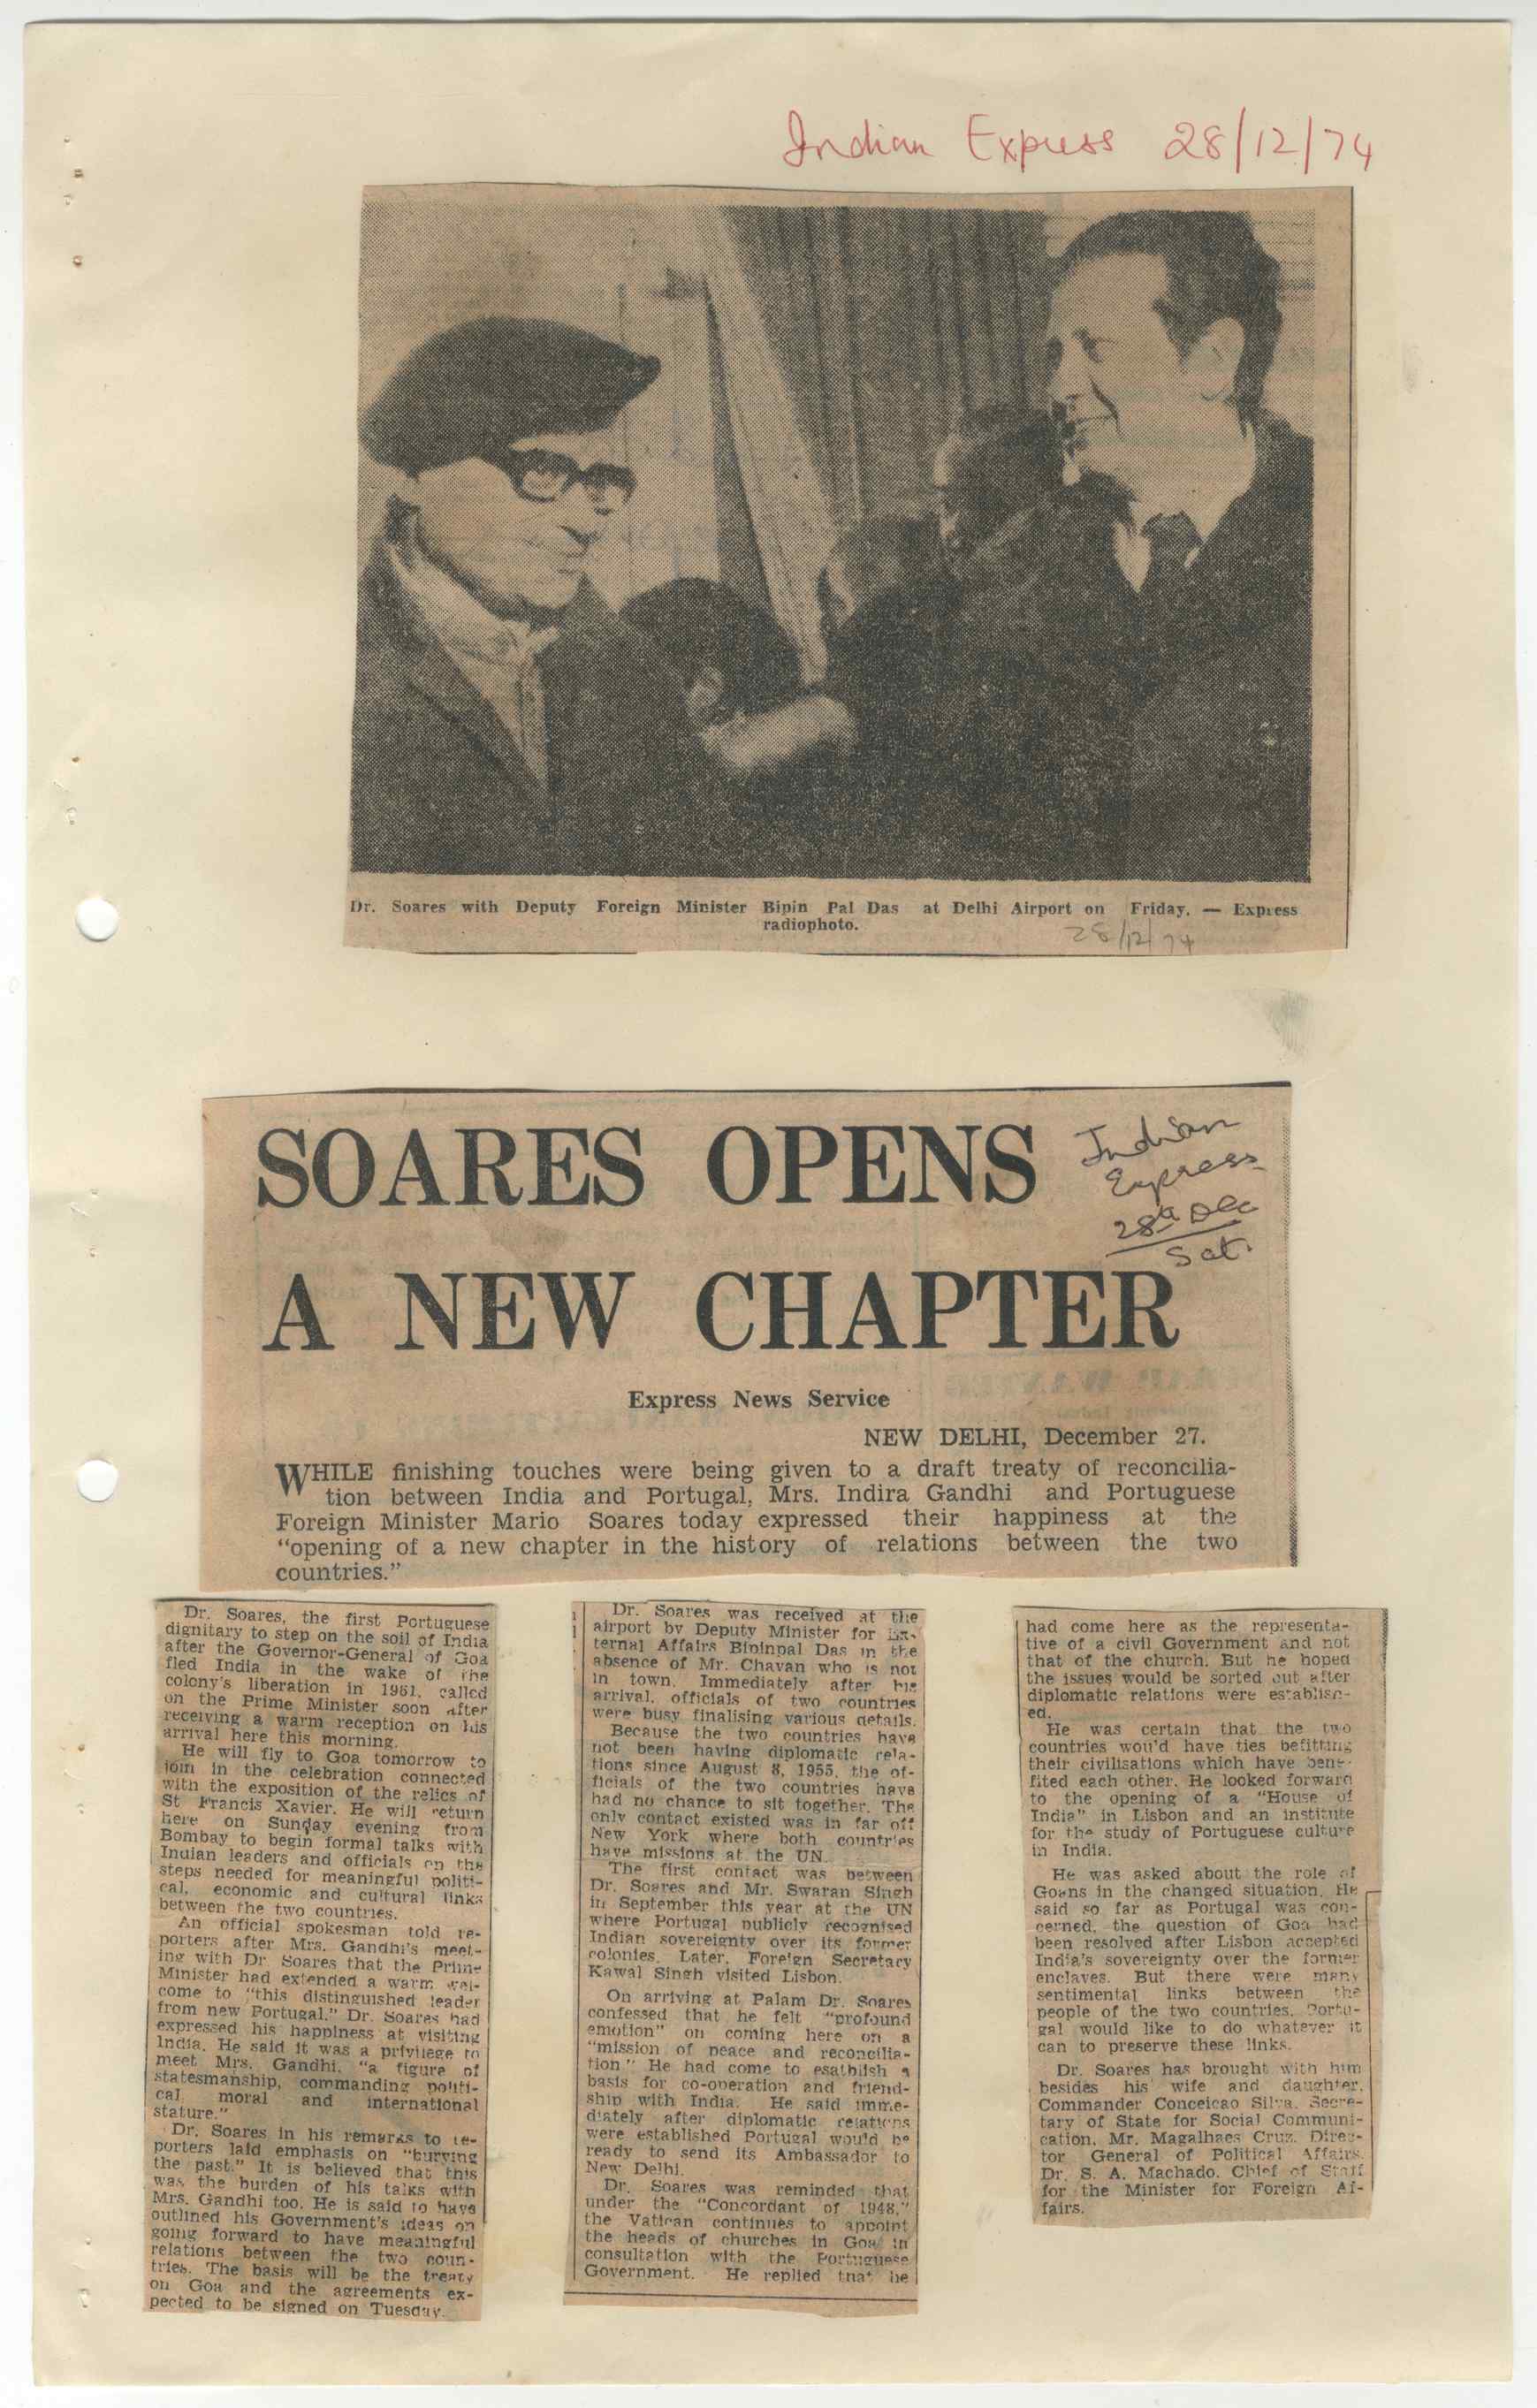 Indian Express 28/12/74
Dr. Soares with Deputy Foreign Minister Bipin Pal Das at Delhi Airport on Friday. — Express
radiophoto.
28/12/74
SOARES OPENS
A NEW CHAPTER
Indian
Express
28th Dec
Sat.
Express News Service
NEW DELHI, December 27.
WHILE finishing touches were being given to a draft treaty of reconcilia-
tion between India and Portugal, Mrs. Indira Gandhi and Portuguese
Foreign Minister Mario Soares today expressed their happiness at the
“opening of a new chapter in the history of relations between the two
countries.”
Dr. Soares, the first Portuguese
dignitary to step on the soil of India
after the Governor-General of Goa
fled India in the wake of the
colony's liberation in 1961, called
on the Prime Minister soon after
receiving a warm reception on his
arrival here this morning.
He will fly to Goa tomorrow to
join in the celebration connected
with the exposition of the relics of
St Francis Xavier. He will return
here on Sunday evening from
Bombay to begin formal talks with
Indian leaders and officials on the
steps needed for meaningful politi-
cal, economic and cultural links
between the two countries.
An official spokesman told re-
porters after Mrs. Gandhi's meet-
ing with Dr Soares that the Prime
Minister had extended a warm wel-
come to “this distinguished leader
from new Portugal.” Dr. Soares had
expressed his happiness at visiting
India. He said it was a privilege to
meet Mrs. Gandhi, “a figure of
statesmanship, commanding politi-
cal, moral and international
stature.”
Dr. Soares in his remarks to re-
porters laid emphasis on “burying
the past.” It is believed that this
was the burden of his talks with
Mrs. Gandhi too. He is said to have
outlined his Government's ideas on
going forward to have meaningful
relations between the two coun-
tries. The basis will be the treaty
on Goa and the agreements ex-
pected to be signed on Tuesday.
Dr. Soares was received at the
airport by Deputy Minister for Ex-
ternal Affairs Bipinpal Das in the
absence of Mr. Chavan who is not
in town. Immediately after his
arrival, officials of two countries
were busy finalising various details.
Because the two countries have
not been having diplomatic rela-
tions since August 8, 1955, the of-
ficials of the two countries have
had no chance to sit together. The
only contact existed was in far off
New York where both countries
have missions at the UN.
The first contact was between
Dr. Soares and Mr. Swaran Singh
in September this year at the UN
where Portugal publicly recognised
Indian sovereignty over its former
colonies. Later, Foreign Secretary
Kawal Singh visited Lisbon.
On arriving at Palam Dr. Soares
confessed that he felt “profound
emotion” on coming here on a
“mission of peace and reconcilia-
tion” He had come to esatblish a
basis for co-operation and friend-
ship with India. He said imme-
diately after diplomatic relations
were established Portugal would be
ready to send its Ambassador to
New Delhi.
Dr. Soares was reminded that
under the “Concordant of 1948,”
the Vatican continues to appoint
the heads of churches in Goa in
consultation with the Portuguese
Government. He replied that he
had come here as the representa-
tive of a civil Government and not
that of the church. But he hoped
the issues would be sorted out after
diplomatic relations were establish-
ed.
He was certain that the two
countries wou'd have ties befitting
their civilisations which have bene-
fited each other. He looked forward
to the opening of a “House of
India” in Lisbon and an institute
for the study of Portuguese culture
in India.
He was asked about the role of
Goans in the changed situation. He
said so far as Portugal was con-
cerned, the question of Goa had
been resolved after Lisbon accepted
India's sovereignty over the former
enclaves. But there were many
sentimental links between the
people of the two countries. Portu-
gal would like to do whatever it
can to preserve these links.
Dr. Soares has brought with him
besides his wife and daughter,
Commander Conceicao Silva, Secre-
tary of State for Social Communi-
cation, Mr. Magalhaes Cruz, Direc-
tor General of Political Affairs,
Dr. S. A. Machado, Chief of Staff
for the Minister for Foreign Af-
fairs.